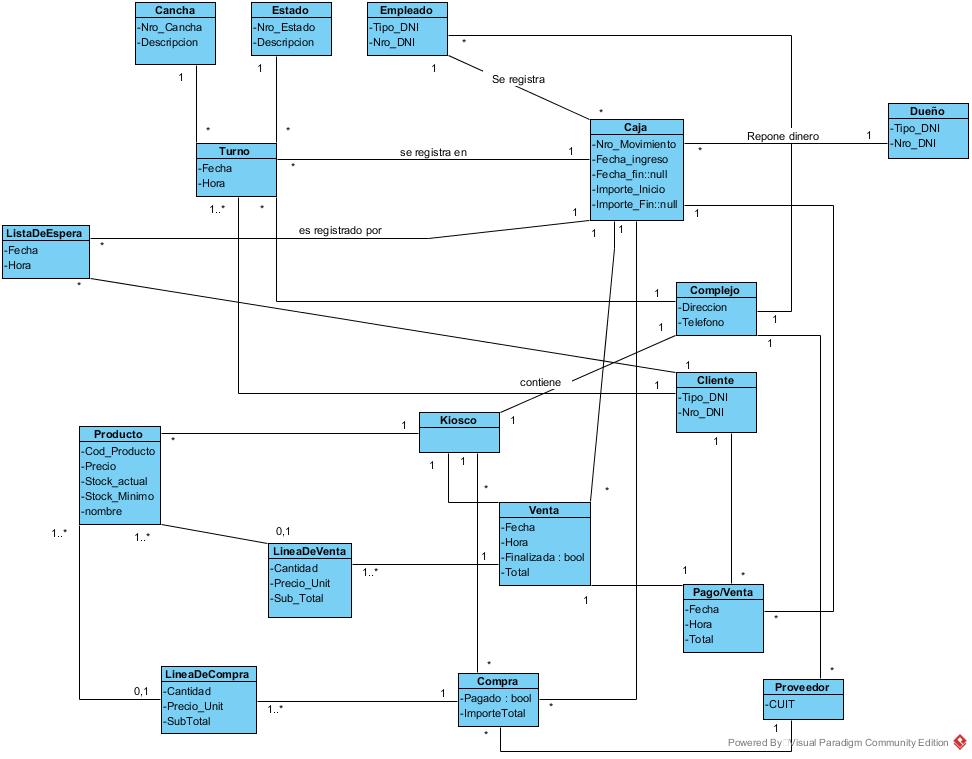 Cancha
-Nro_Cancha
-Descripcion
Estado
-Nro_Estado
-Descripcion
Empleado
-Tipo_DNI
-Nro_DNI
*
1
1
1
Se registra
*
Caja
-Nro_Movimiento
-Fecha_ingreso
-Fecha_fin::null
-Importe_Inicio
-Importe_Fin::null
Repone dinero
*
1
Dueño
-Tipo_DNI
-Nro_DNI
*
*
Turno
-Fecha
-Hora
*
se registra en
1
1..*
*
ListaDeEspera
-Fecha
-Hora
*
es registrado por
1
1
1
1
*
Complejo
-Direccion
-Telefono
1
1
1
1
contiene
1
Cliente
-Tipo_DNI
-Nro_DNI
1
1
1
Kiosco
1
1
1
1
Producto
-Cod_Producto
-Precio
-Stock_actual
-Stock_Minimo
-nombre
*
1..*
1..*
*
*
Venta
-Fecha
-Hora
-Finalizada : bool
-Total
1
1
0,1
LineaDeVenta
-Cantidad
-Precio_Unit
-Sub_Total
1..*
1
*
Pago/Venta
-Fecha
-Hora
-Total
*
LineaDeCompra
-Cantidad
-Precio_Unit
-SubTotal
0,1
1..*
1
*
Compra
-Pagado : bool
-ImporteTotal
*
*
*
Proveedor
-CUIT
1
Powered By Visual Paradigm Community Edition